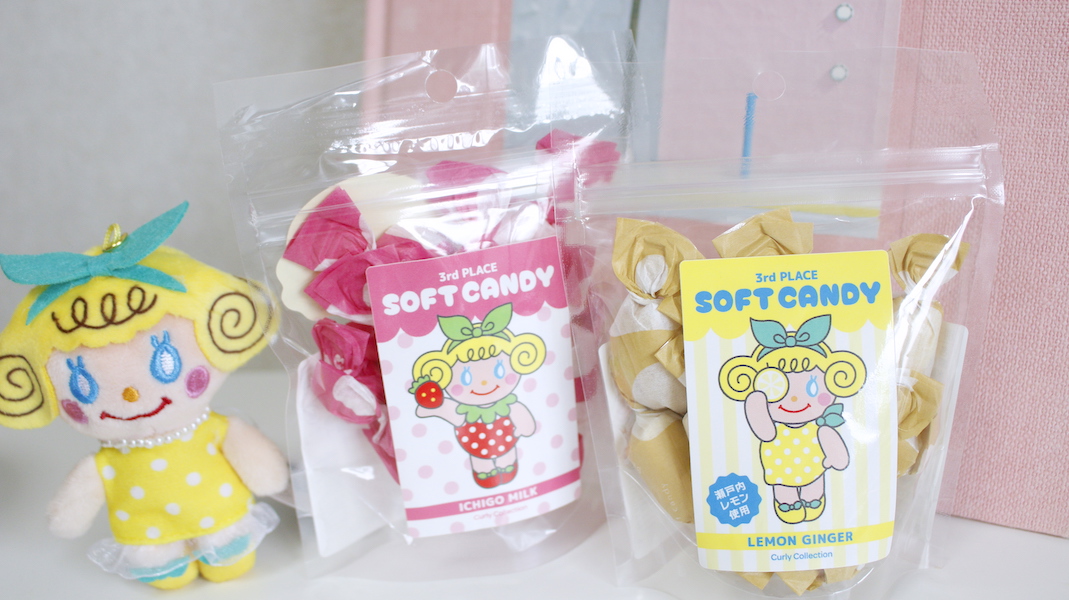 3rd PLACE
SOFT CANDY
ICHIGO MILK
Curly Collection
3rd PLACE
SOFT CANDY
瀬戸内
レモン
使用
LEMON GINGER
Curly Collection